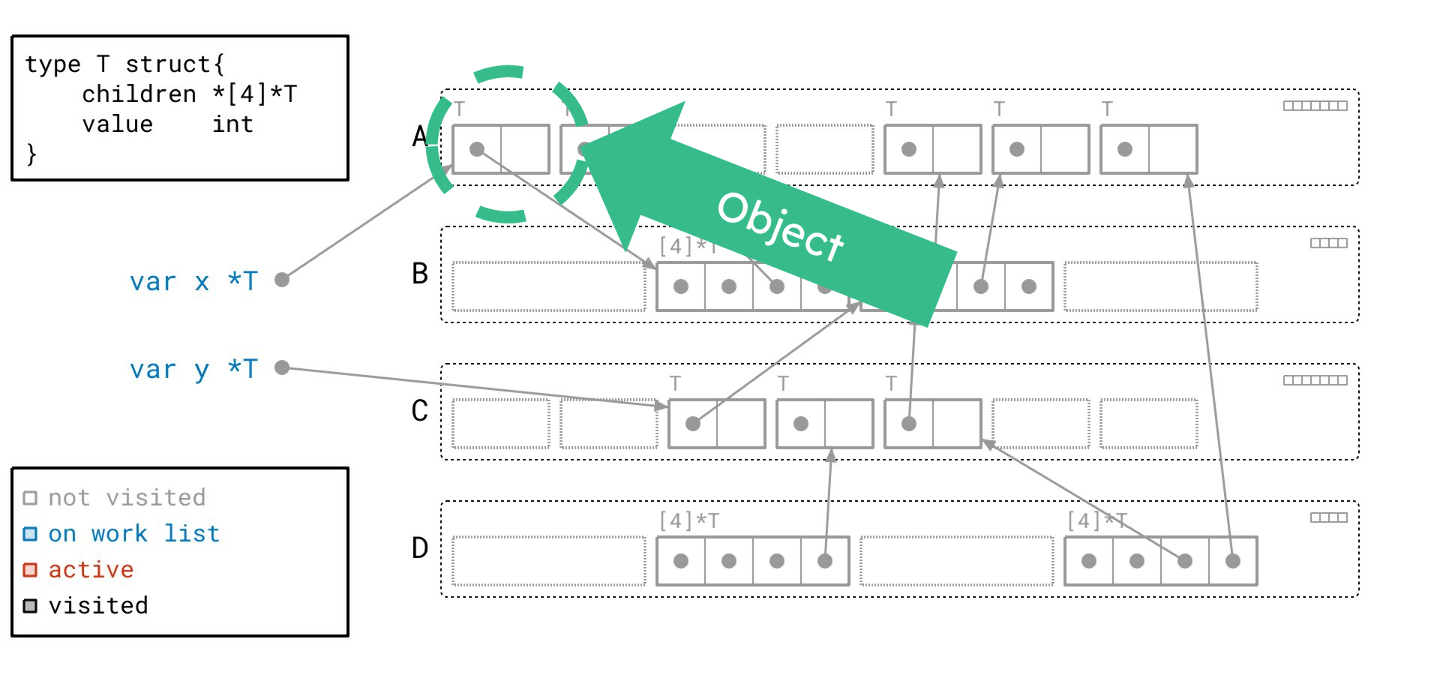 type T struct{
    children *[4]*T
    value    int
}
T
T
T
T
T
A
Object
var x *T
[4]*T
B
var y *T
T
T
T
C
not visited
on work list
active
visited
[4]*T
[4]*T
D